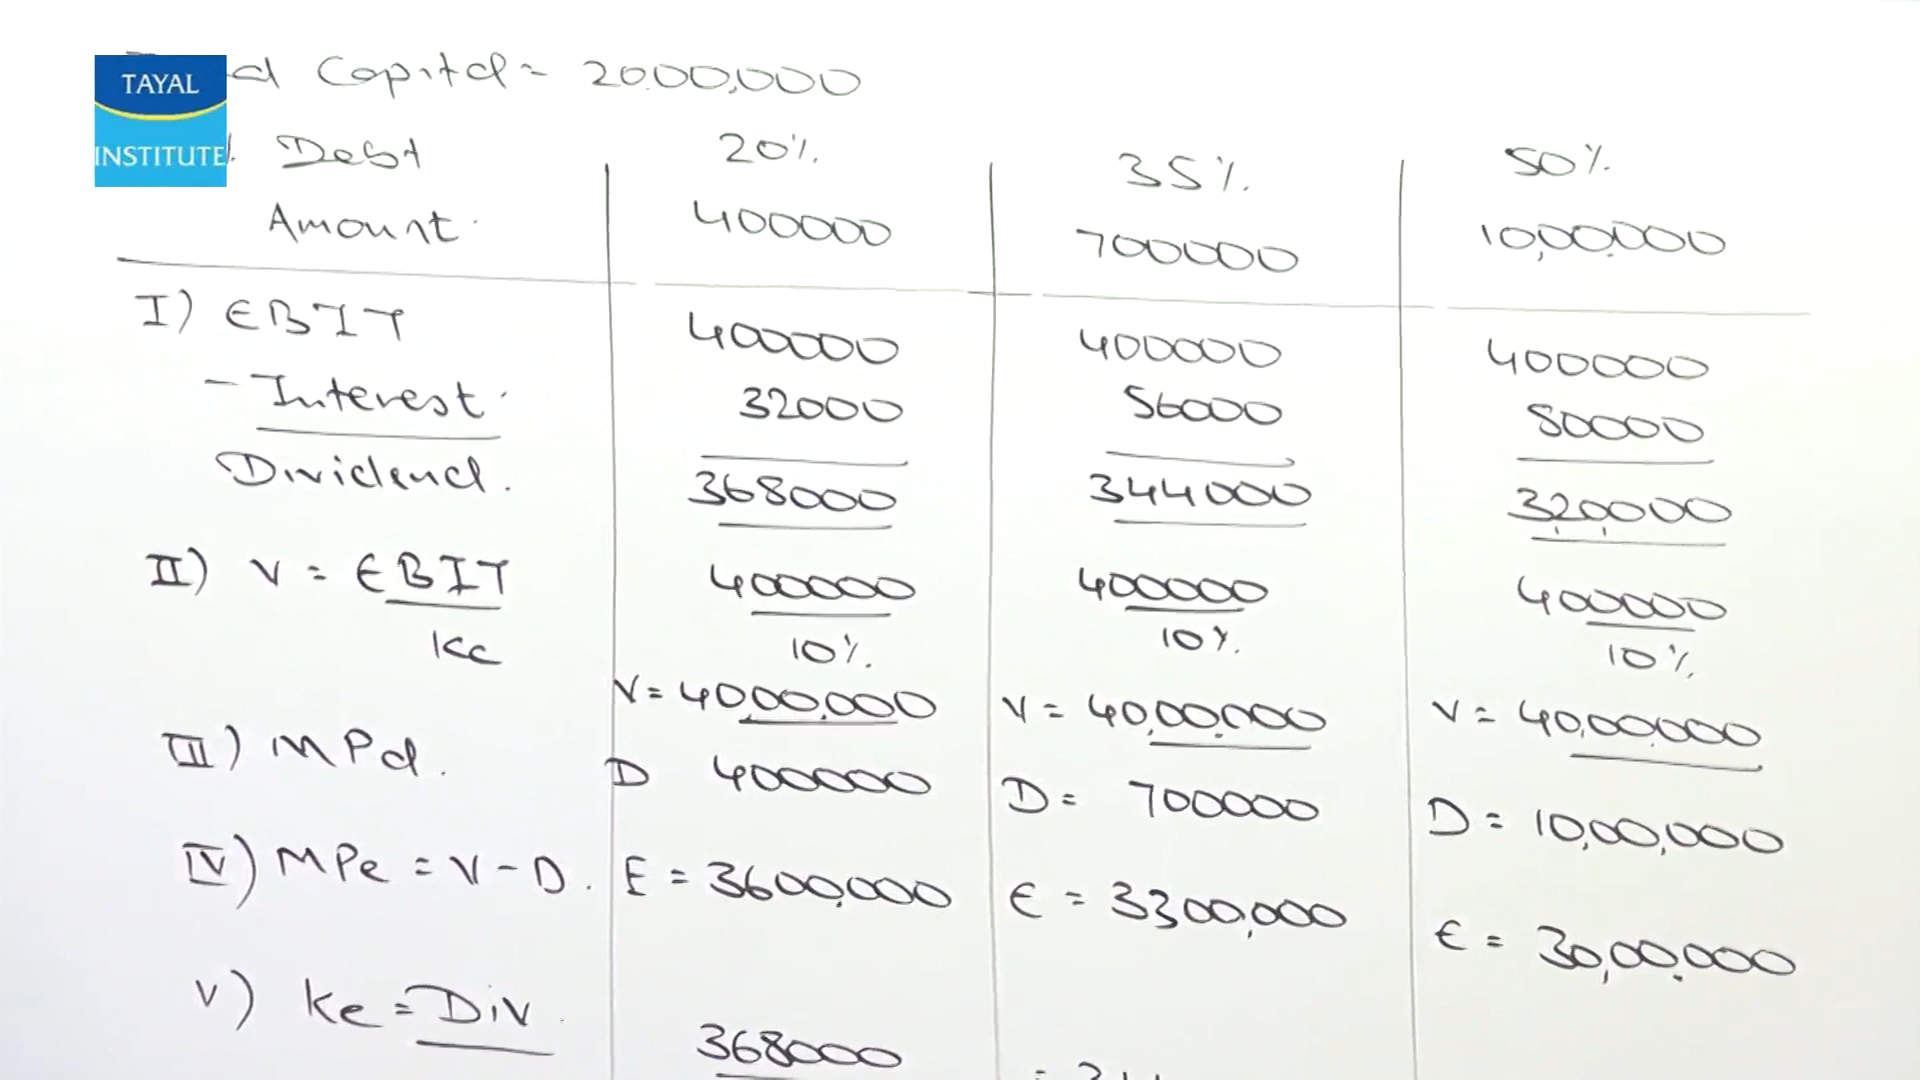 TAYAL
INSTITUTE
Capital = 2000,000
Debt 20% 35% 50%
Amount 400000 700000 10,00,000
I) EBIT 400000 400000 400000
- Interest 32000 56000 80000
Dividend. 368000 344000 320000
II) V = EBIT 400000 400000 400000
Kc 10% 10% 10%
V = 40,00,000 V = 40,00,000 V = 40,00,000
III) MPd. D 400000 D = 700000 D = 10,00,000
IV) MPe = V - D. E = 3600,000 E = 3300,000 E = 30,00,000
V) Ke = Div 368000